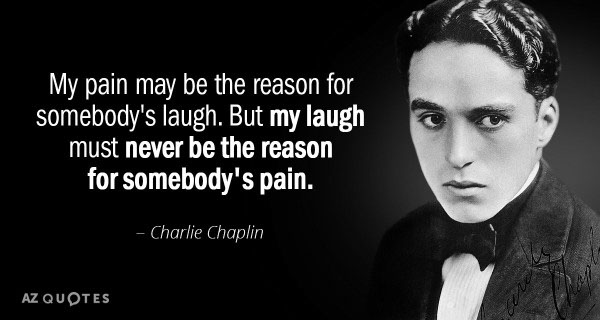 My pain may be the reason for
somebody's laugh. But my laugh
must never be the reason
for somebody's pain.
– Charlie Chaplin
AZ QUOTES